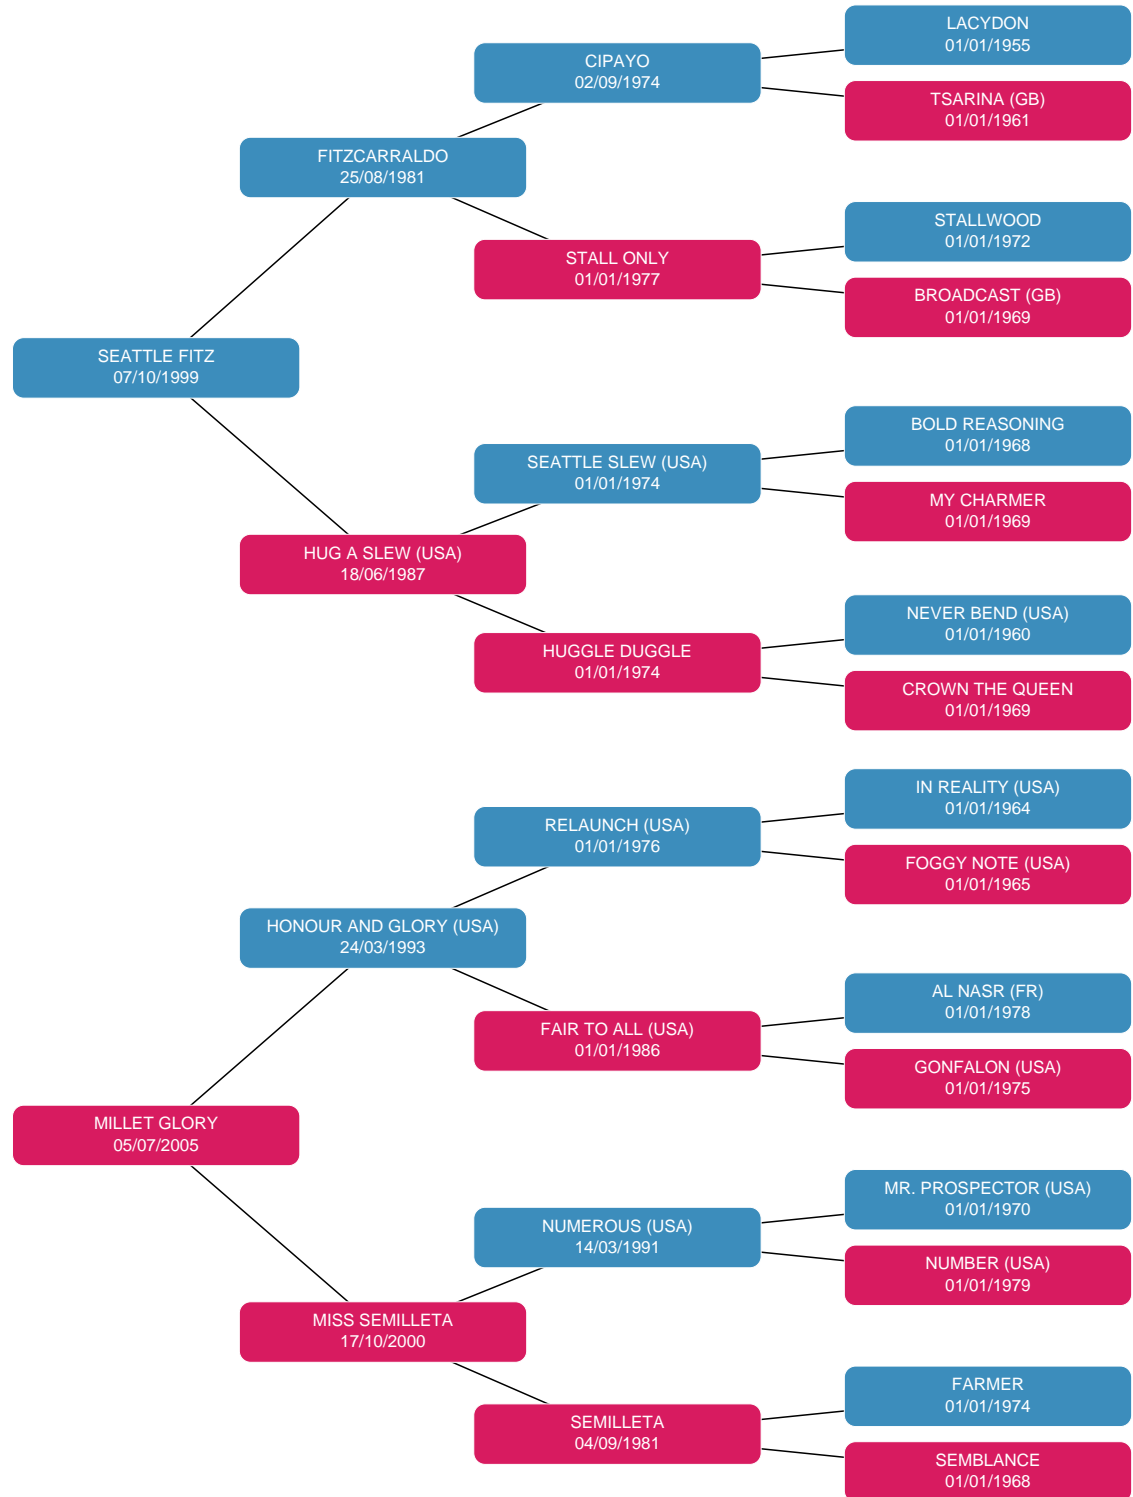 LACYDON
01/01/1955
CIPAYO
02/09/1974
TSARINA (GB)
01/01/1961
FITZCARRALDO
25/08/1981
STALLWOOD
01/01/1972
STALL ONLY
01/01/1977
BROADCAST (GB)
01/01/1969
SEATTLE FITZ
07/10/1999
BOLD REASONING
01/01/1968
SEATTLE SLEW (USA)
01/01/1974
MY CHARMER
01/01/1969
HUG A SLEW (USA)
18/06/1987
NEVER BEND (USA)
01/01/1960
HUGGLE DUGGLE
01/01/1974
CROWN THE QUEEN
01/01/1969
IN REALITY (USA)
01/01/1964
RELAUNCH (USA)
01/01/1976
FOGGY NOTE (USA)
01/01/1965
HONOUR AND GLORY (USA)
24/03/1993
AL NASR (FR)
01/01/1978
FAIR TO ALL (USA)
01/01/1986
GONFALON (USA)
01/01/1975
MILLET GLORY
05/07/2005
MR. PROSPECTOR (USA)
01/01/1970
NUMEROUS (USA)
14/03/1991
NUMBER (USA)
01/01/1979
MISS SEMILLETA
17/10/2000
FARMER
01/01/1974
SEMILLETA
04/09/1981
SEMBLANCE
01/01/1968